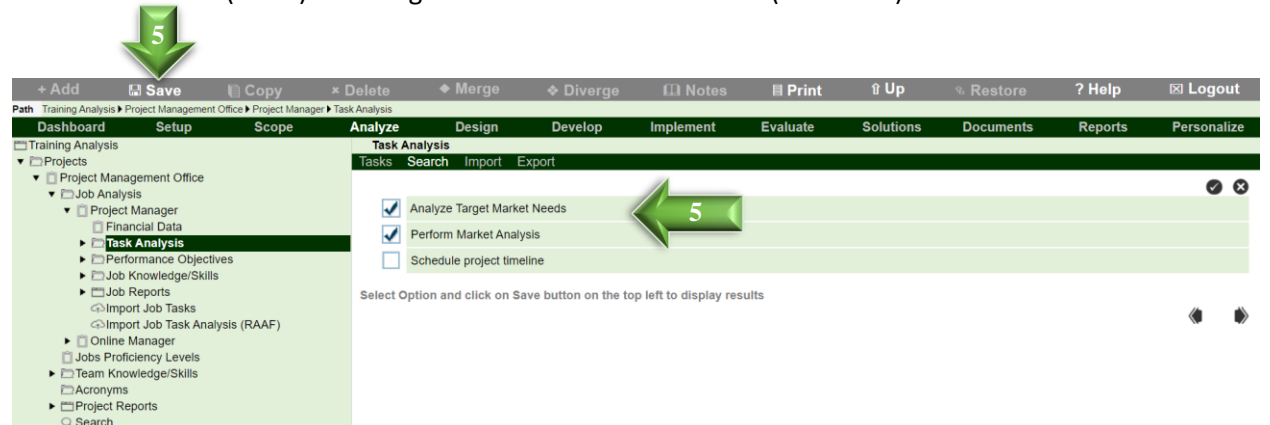 5
+ Add Save Copy × Delete Merge Diverge Notes Print Up Restore ? Help Logout
Path Training Analysis Project Management Office Project Manager Task Analysis
Dashboard Setup Scope Analyze Design Develop Implement Evaluate Solutions Documents Reports Personalize
Training Analysis
Projects
Project Management Office
Job Analysis
Project Manager
Financial Data
Task Analysis
Performance Objectives
Job Knowledge/Skills
Job Reports
Import Job Tasks
Import Job Task Analysis (RAAF)
Online Manager
Jobs Proficiency Levels
Team Knowledge/Skills
Acronyms
Project Reports
Search
Task Analysis
Tasks Search Import Export
Analyze Target Market Needs
5
Perform Market Analysis
Schedule project timeline
Select Option and click on Save button on the top left to display results